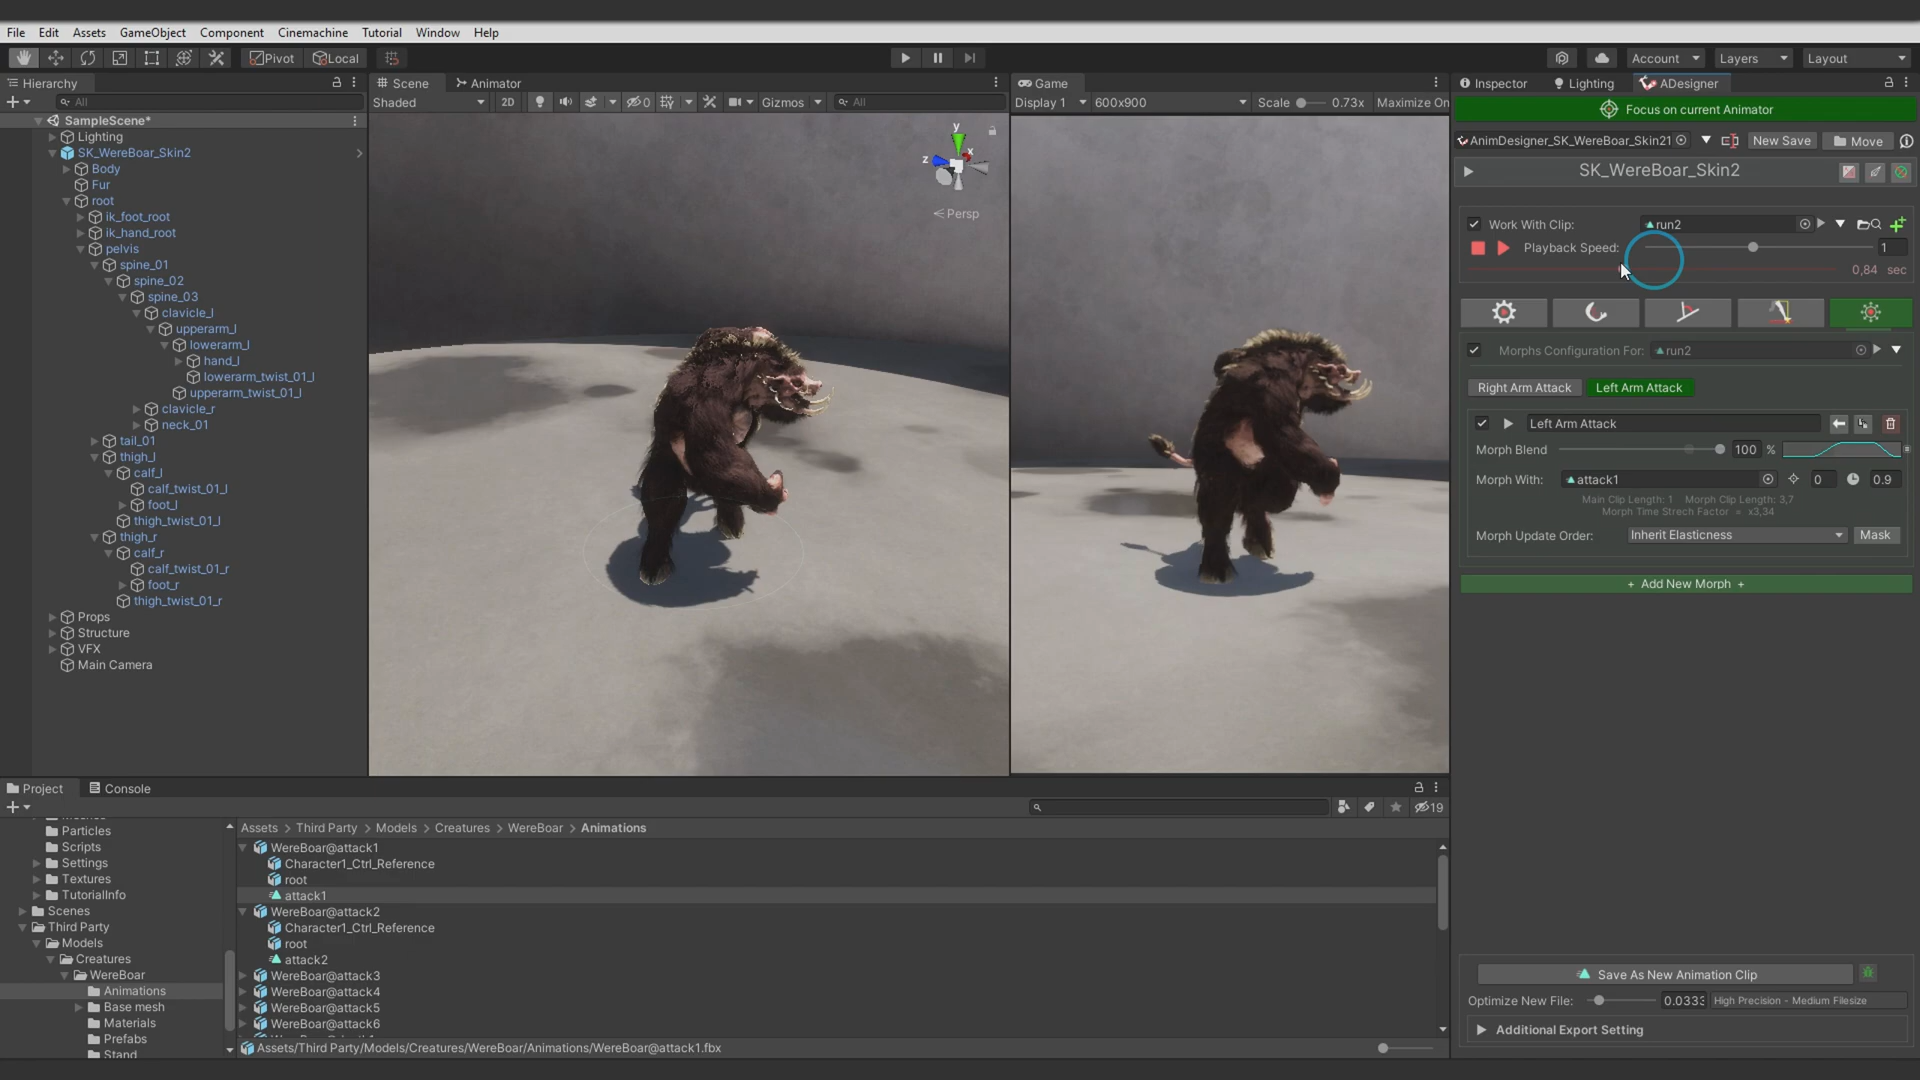 File Edit Assets GameObject Component Cinemachine Tutorial Window Help
Pivot Local Account Layers Layout
Hierarchy
All
SampleScene*
Lighting
SK_WereBoar_Skin2
Body
Fur
root
ik_foot_root
ik_hand_root
pelvis
spine_01
spine_02
spine_03
clavicle_l
upperarm_l
lowerarm_l
hand_l
lowerarm_twist_01_l
upperarm_twist_01_l
clavicle_r
neck_01
tail_01
thigh_l
calf_l
calf_twist_01_l
foot_l
thigh_twist_01_l
thigh_r
calf_r
calf_twist_01_r
foot_r
thigh_twist_01_r
Props
Structure
VFX
Main Camera
Scene Animator
Shaded 2D 0 Gizmos All
y
x
z
Persp
Game
Display 1 600x900 Scale 0.73x Maximize On
Inspector Lighting ADesigner
Focus on current Animator
AnimDesigner_SK_WereBoar_Skin21 New Save Move
SK_WereBoar_Skin2
Work With Clip: run2
Playback Speed: 1
0,84 sec
Morphs Configuration For: run2
Right Arm Attack Left Arm Attack
Left Arm Attack
Morph Blend 100 %
Morph With: attack1 0 0.9
Main Clip Length: 1 Morph Clip Length: 3,7
Morph Time Strech Factor = x3,34
Morph Update Order: Inherit Elasticness Mask
+ Add New Morph +
Save As New Animation Clip
Optimize New File: 0.0333 High Precision - Medium Filesize
Additional Export Setting
Project Console
19
Particles
Scripts
Settings
Textures
TutorialInfo
Scenes
Third Party
Models
Creatures
WereBoar
Animations
Base mesh
Materials
Prefabs
Stand
Assets > Third Party > Models > Creatures > WereBoar > Animations
WereBoar@attack1
Character1_Ctrl_Reference
root
attack1
WereBoar@attack2
Character1_Ctrl_Reference
root
attack2
WereBoar@attack3
WereBoar@attack4
WereBoar@attack5
WereBoar@attack6
Assets/Third Party/Models/Creatures/WereBoar/Animations/WereBoar@attack1.fbx